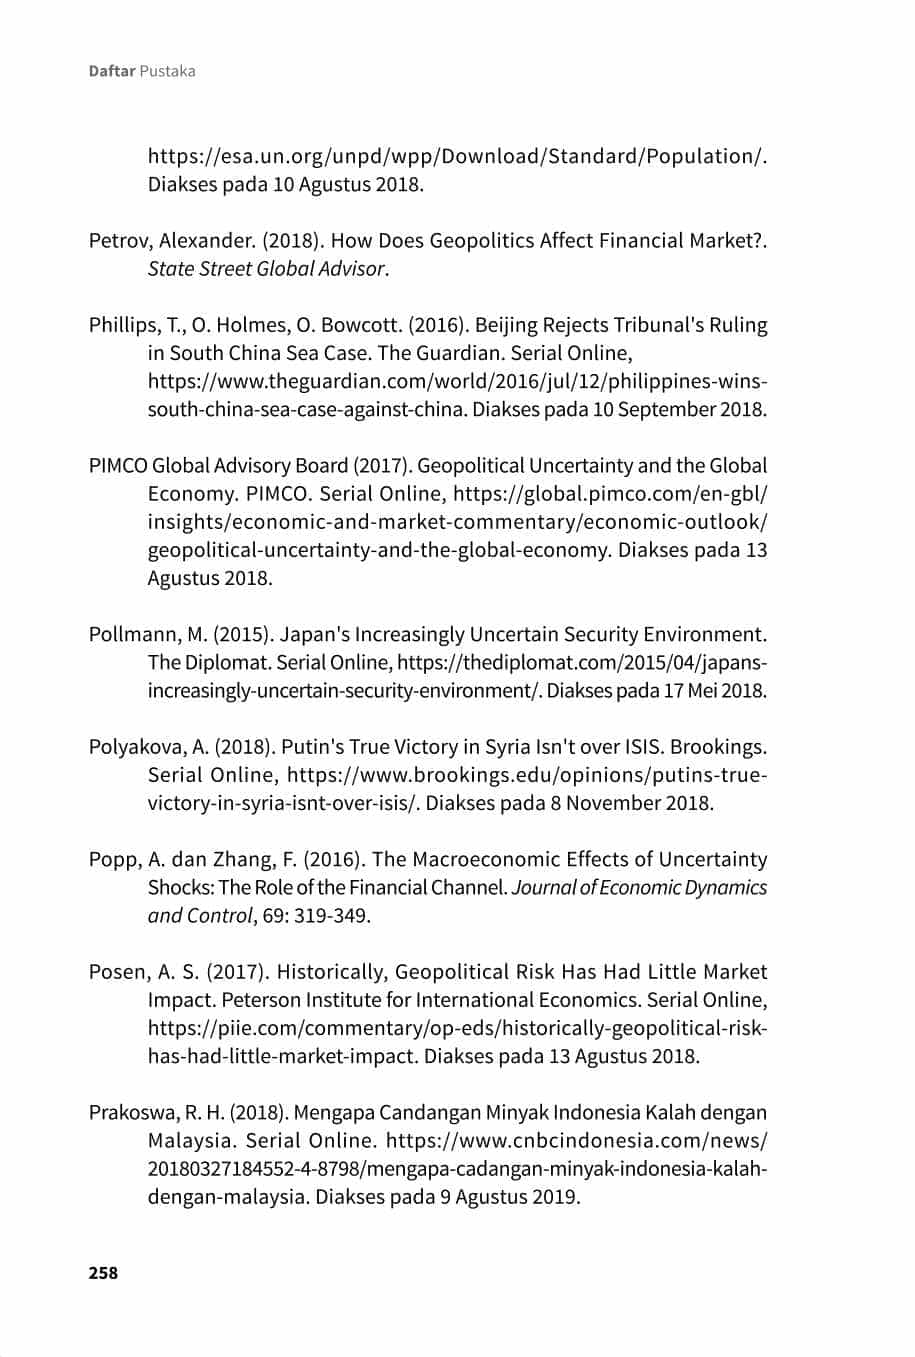 Daftar Pustaka
https://esa.un.org/unpd/wpp/Download/Standard/Population/.
Diakses pada 10 Agustus 2018.
Petrov, Alexander. (2018). How Does Geopolitics Affect Financial Market?.
State Street Global Advisor.
Phillips, T., O. Holmes, O. Bowcott. (2016). Beijing Rejects Tribunal's Ruling
in South China Sea Case. The Guardian. Serial Online,
https://www.theguardian.com/world/2016/jul/12/philippines-wins-
south-china-sea-case-against-china. Diakses pada 10 September 2018.
PIMCO Global Advisory Board (2017). Geopolitical Uncertainty and the Global
Economy. PIMCO. Serial Online, https://global.pimco.com/en-gbl/
insights/economic-and-market-commentary/economic-outlook/
geopolitical-uncertainty-and-the-global-economy. Diakses pada 13
Agustus 2018.
Pollmann, M. (2015). Japan's Increasingly Uncertain Security Environment.
The Diplomat. Serial Online, https://thediplomat.com/2015/04/japans-
increasingly-uncertain-security-environment/. Diakses pada 17 Mei 2018.
Polyakova, A. (2018). Putin's True Victory in Syria Isn't over ISIS. Brookings.
Serial Online, https://www.brookings.edu/opinions/putins-true-
victory-in-syria-isnt-over-isis/. Diakses pada 8 November 2018.
Popp, A. dan Zhang, F. (2016). The Macroeconomic Effects of Uncertainty
Shocks: The Role of the Financial Channel. Journal of Economic Dynamics
and Control, 69: 319-349.
Posen, A. S. (2017). Historically, Geopolitical Risk Has Had Little Market
Impact. Peterson Institute for International Economics. Serial Online,
https://piie.com/commentary/op-eds/historically-geopolitical-risk-
has-had-little-market-impact. Diakses pada 13 Agustus 2018.
Prakoswa, R. H. (2018). Mengapa Candangan Minyak Indonesia Kalah dengan
Malaysia. Serial Online. https://www.cnbcindonesia.com/news/
20180327184552-4-8798/mengapa-cadangan-minyak-indonesia-kalah-
dengan-malaysia. Diakses pada 9 Agustus 2019.
258